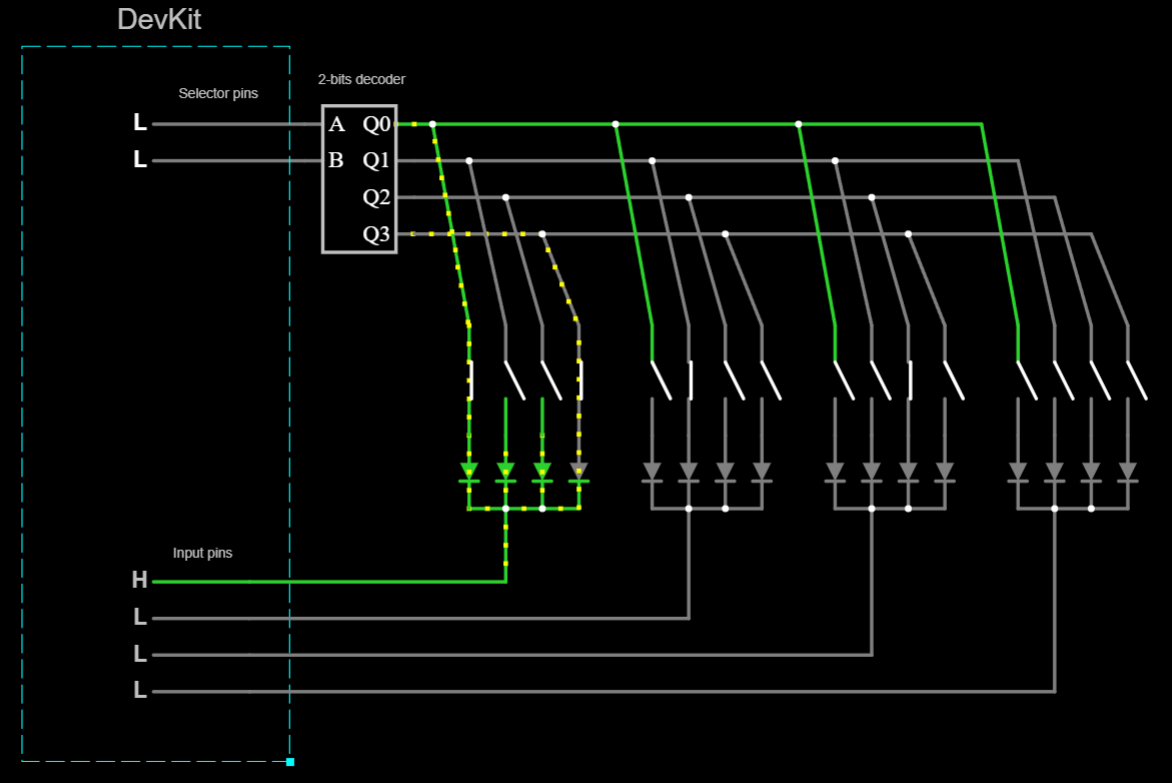 DevKit
2-bits decoder
Selector pins
L A Q0
L B Q1
Q2
Q3
Input pins
H
L
L
L